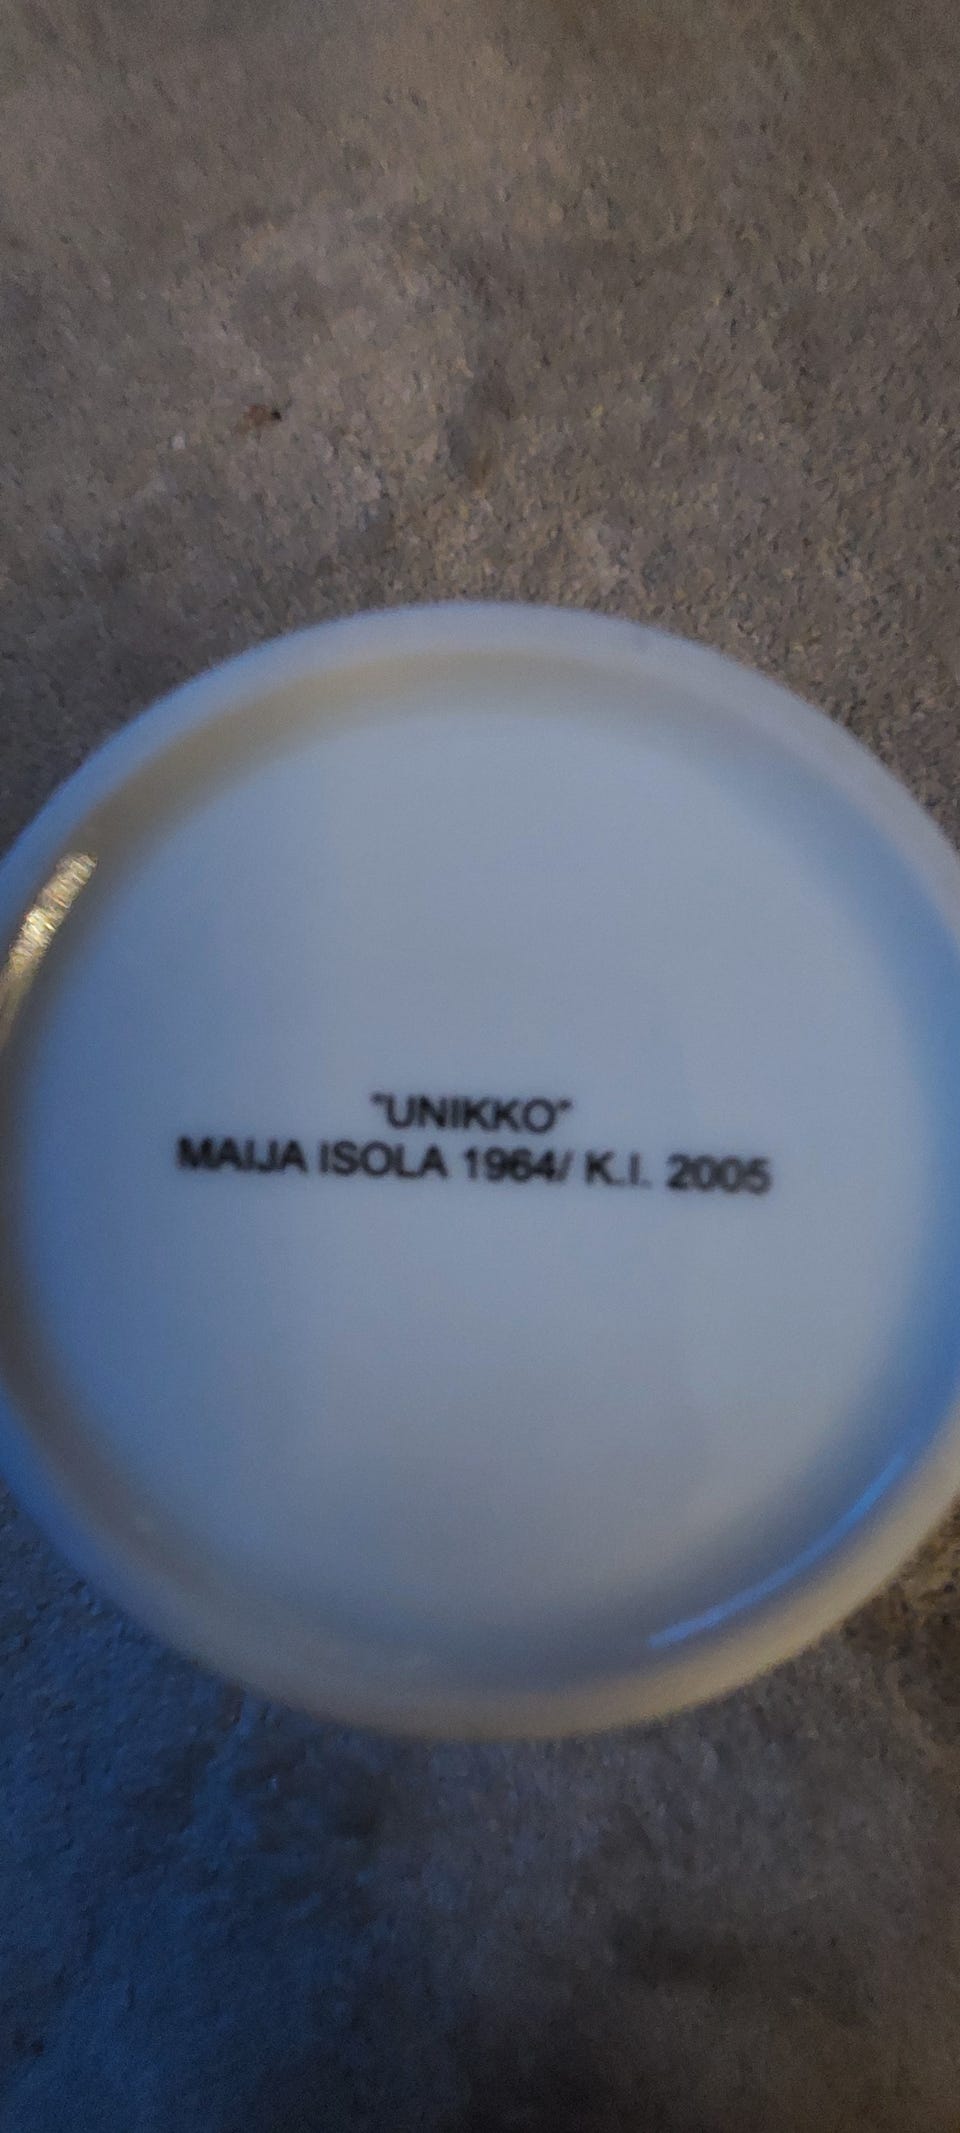 "UNIKKO"
MAIJA ISOLA 1964/ K.I. 2005